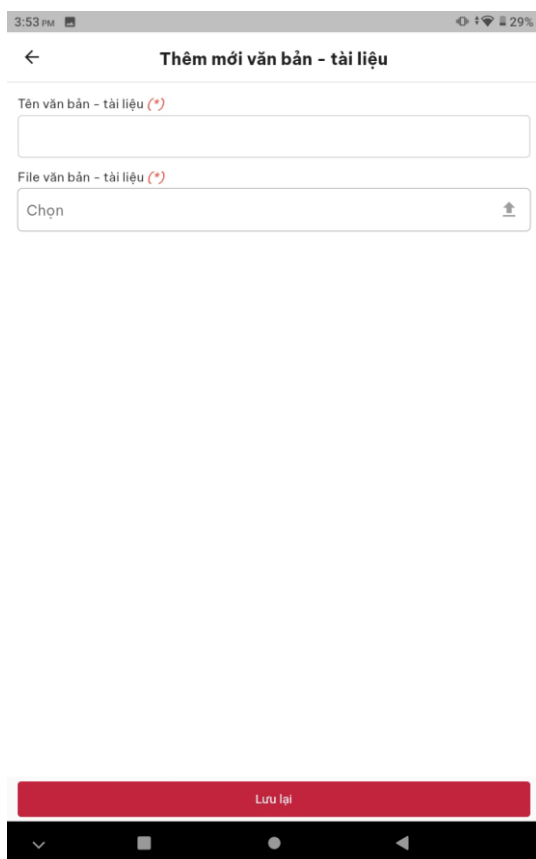 3:53 PM 29%
Thêm mới văn bản - tài liệu
Tên văn bản - tài liệu (*)
File văn bản - tài liệu (*)
Chọn
Lưu lại